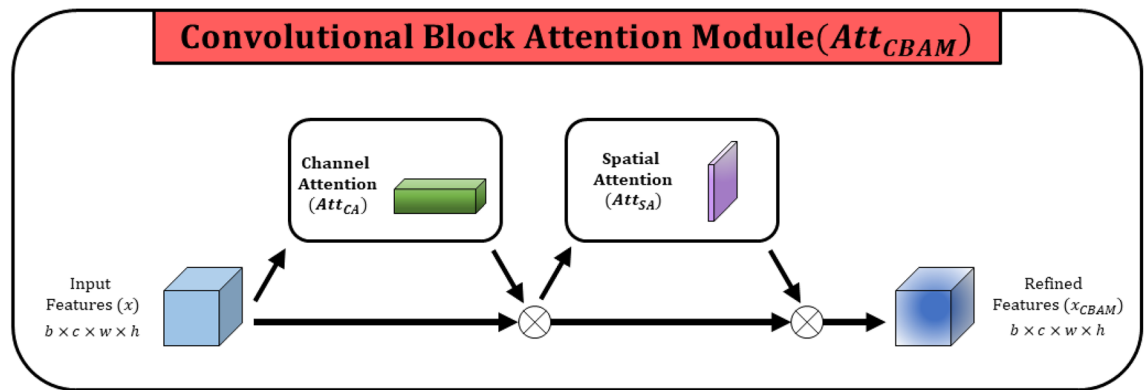 Convolutional Block Attention Module(Att_CBAM)
Channel
Attention
(Att_CA)
Spatial
Attention
(Att_SA)
Input
Features (x)
b × c × w × h
Refined
Features (x_CBAM)
b × c × w × h